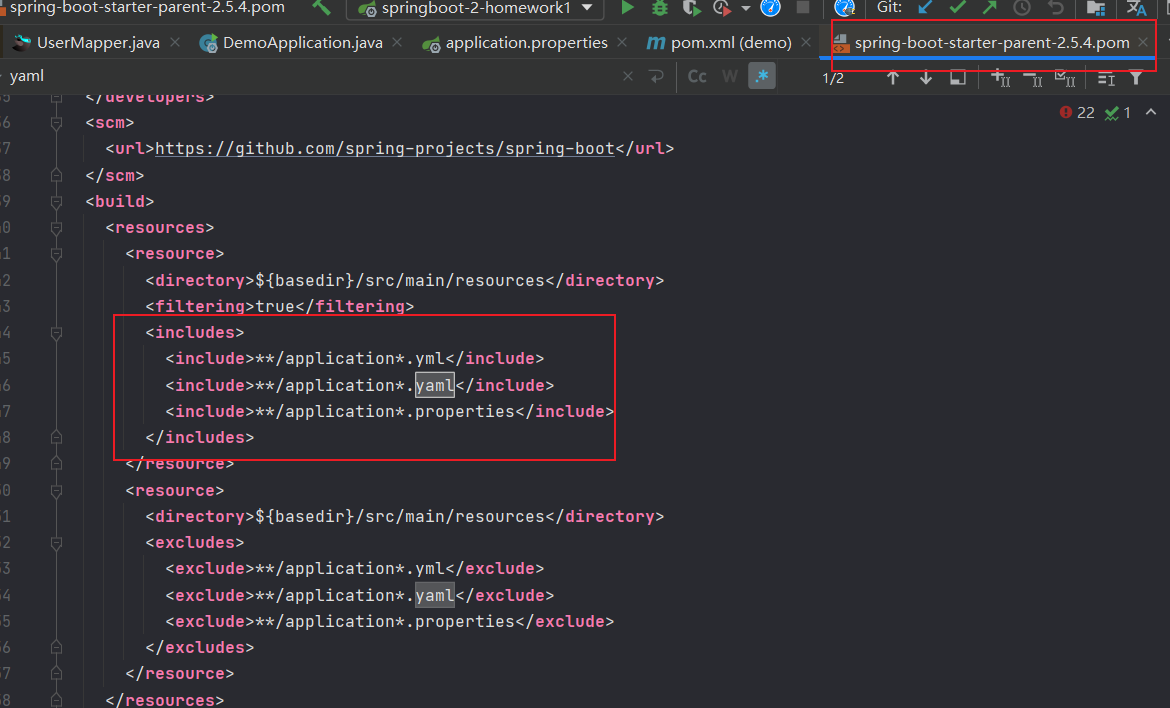 spring-boot-starter-parent-2.5.4.pom springboot-2-homework1 Git:
UserMapper.java DemoApplication.java application.properties pom.xml (demo) spring-boot-starter-parent-2.5.4.pom
yaml Cc W .* 1/2
</developers>
22 1
<scm>
<url>https://github.com/spring-projects/spring-boot</url>
</scm>
<build>
<resources>
<resource>
<directory>${basedir}/src/main/resources</directory>
<filtering>true</filtering>
<includes>
<include>**/application*.yml</include>
<include>**/application*.yaml</include>
<include>**/application*.properties</include>
</includes>
</resource>
<resource>
<directory>${basedir}/src/main/resources</directory>
<excludes>
<exclude>**/application*.yml</exclude>
<exclude>**/application*.yaml</exclude>
<exclude>**/application*.properties</exclude>
</excludes>
</resource>
</resources>